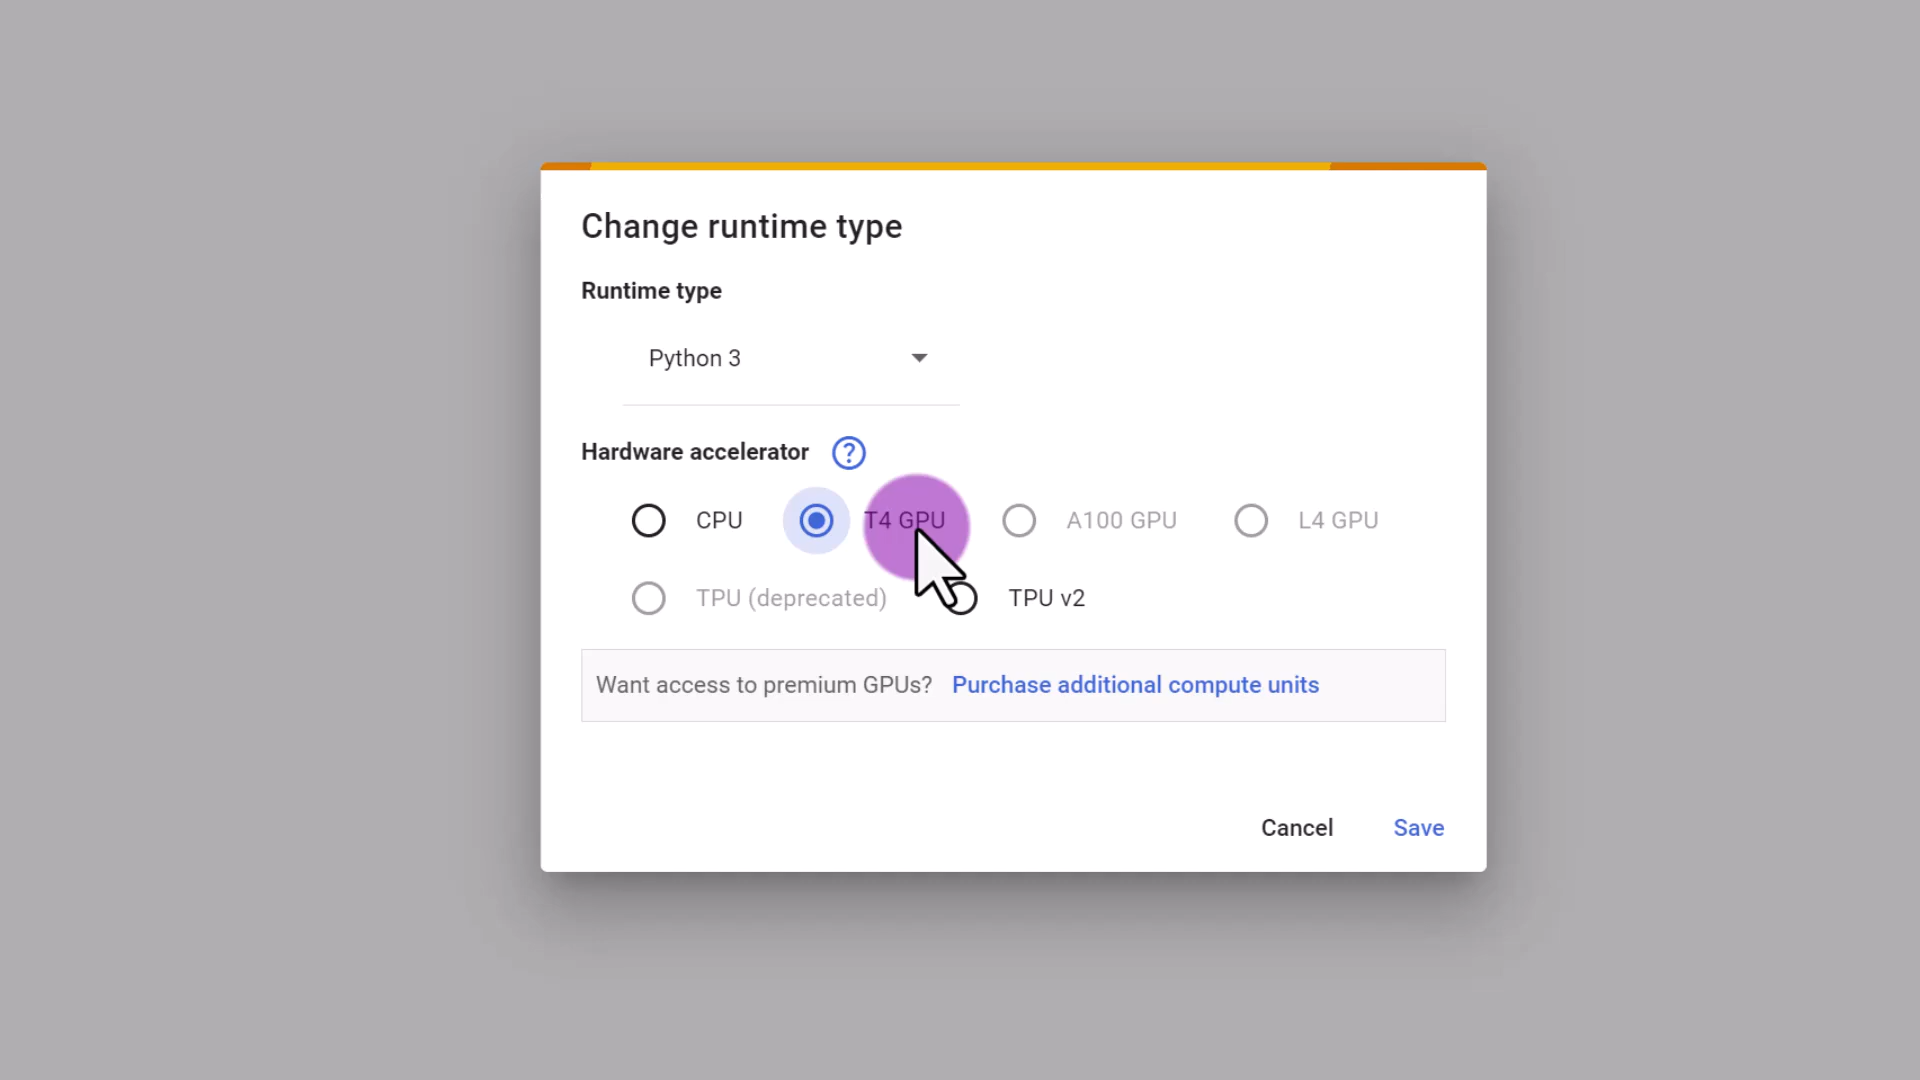 Change runtime type
Runtime type
Python 3
Hardware accelerator ?
CPU T4 GPU A100 GPU L4 GPU
TPU (deprecated) TPU v2
Want access to premium GPUs? Purchase additional compute units
Cancel Save